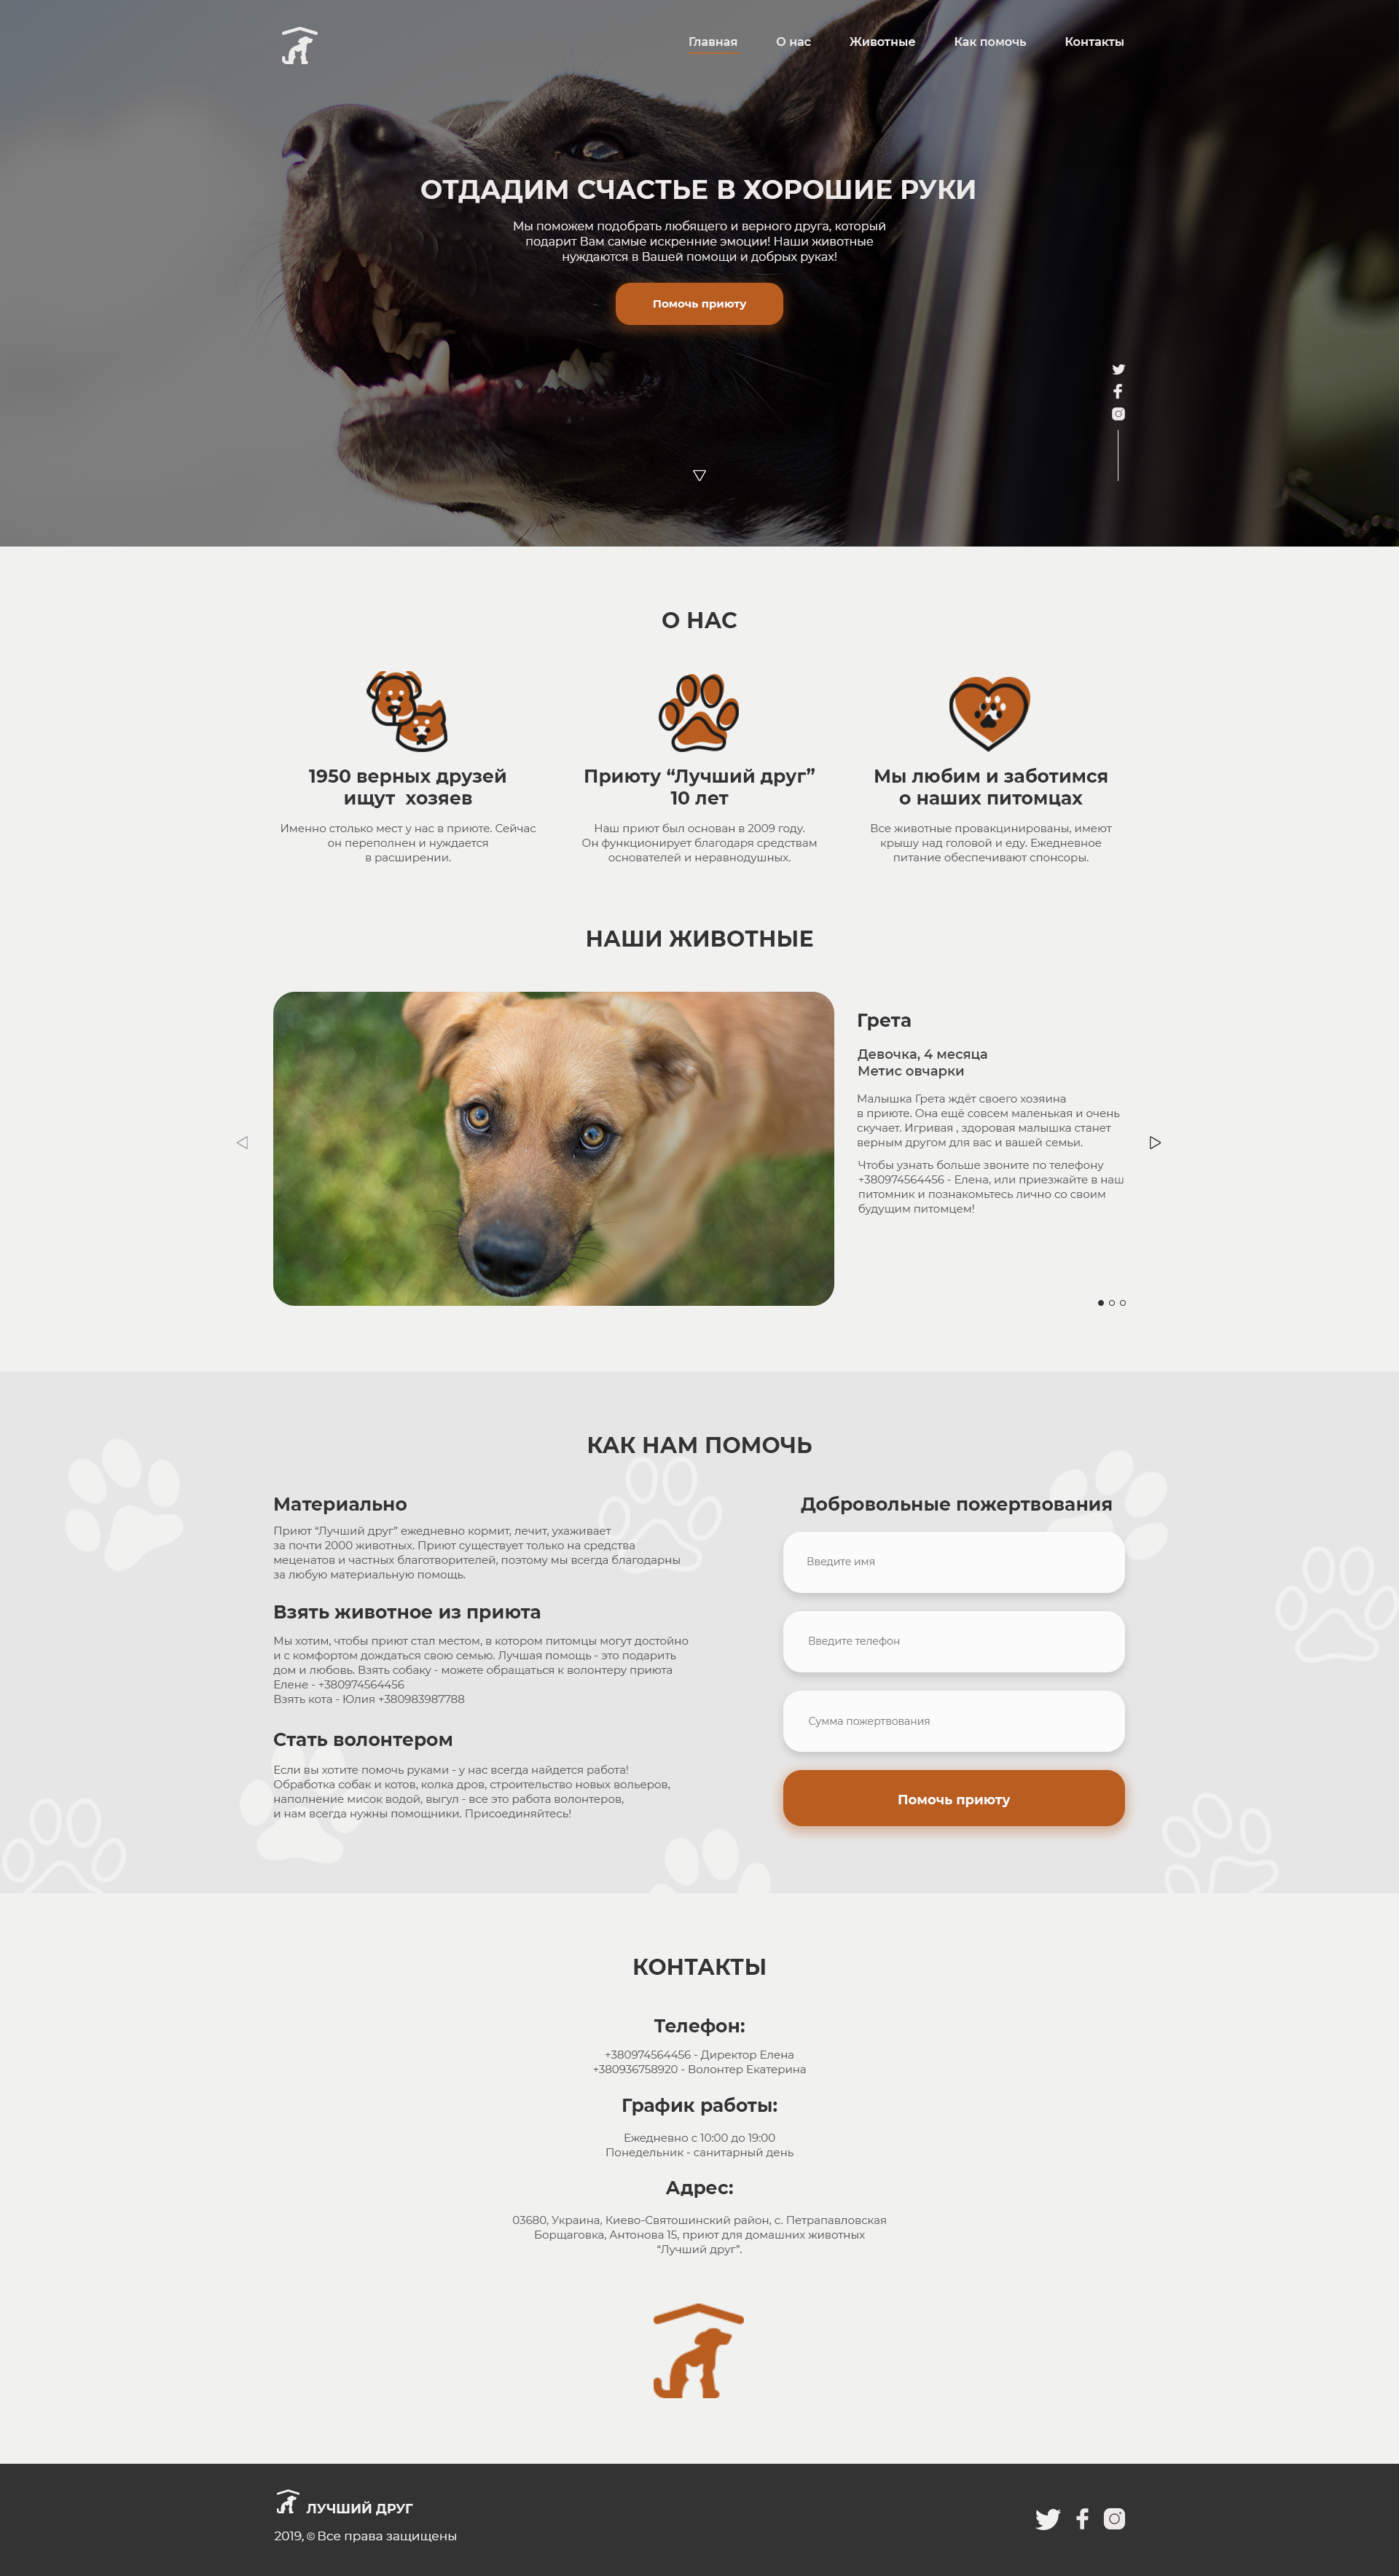 Главная О нас Животные Как помочь Контакты
ОТДАДИМ СЧАСТЬЕ В ХОРОШИЕ РУКИ
Мы поможем подобрать любящего и верного друга, который
подарит Вам самые искренние эмоции! Наши животные
нуждаются в Вашей помощи и добрых руках!
Помочь приюту
О НАС
1950 верных друзей
ищут хозяев
Именно столько мест у нас в приюте. Сейчас
он переполнен и нуждается
в расширении.
Приюту “Лучший друг”
10 лет
Наш приют был основан в 2009 году.
Он функционирует благодаря средствам
основателей и неравнодушных.
Мы любим и заботимся
о наших питомцах
Все животные провакцинированы, имеют
крышу над головой и еду. Ежедневное
питание обеспечивают спонсоры.
НАШИ ЖИВОТНЫЕ
Грета
Девочка, 4 месяца
Метис овчарки
Малышка Грета ждёт своего хозяина
в приюте. Она ещё совсем маленькая и очень
скучает. Игривая , здоровая малышка станет
верным другом для вас и вашей семьи.
Чтобы узнать больше звоните по телефону
+380974564456 - Елена, или приезжайте в наш
питомник и познакомьтесь лично со своим
будущим питомцем!
КАК НАМ ПОМОЧЬ
Материально
Приют “Лучший друг” ежедневно кормит, лечит, ухаживает
за почти 2000 животных. Приют существует только на средства
меценатов и частных благотворителей, поэтому мы всегда благодарны
за любую материальную помощь.
Взять животное из приюта
Мы хотим, чтобы приют стал местом, в котором питомцы могут достойно
и с комфортом дождаться свою семью. Лучшая помощь - это подарить
дом и любовь. Взять собаку - можете обращаться к волонтеру приюта
Елене - +380974564456
Взять кота - Юлия +380983987788
Стать волонтером
Если вы хотите помочь руками - у нас всегда найдется работа!
Обработка собак и котов, колка дров, строительство новых вольеров,
наполнение мисок водой, выгул - все это работа волонтеров,
и нам всегда нужны помощники. Присоединяйтесь!
Добровольные пожертвования
Введите имя
Введите телефон
Сумма пожертвования
Помочь приюту
КОНТАКТЫ
Телефон:
+380974564456 - Директор Елена
+380936758920 - Волонтер Екатерина
График работы:
Ежедневно с 10:00 до 19:00
Понедельник - санитарный день
Адрес:
03680, Украина, Киево-Святошинский район, с. Петрапавловская
Борщаговка, Антонова 15, приют для домашних животных
“Лучший друг”.
ЛУЧШИЙ ДРУГ
2019, © Все права защищены